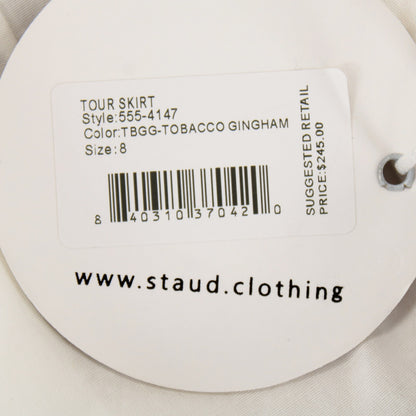 TOUR SKIRT
Style:555-4147
Color:TBGG-TOBACCO GINGHAM
Size:8
8 40310 37042 0
SUGGESTED RETAIL
PRICE:$245.00
www.staud.clothing